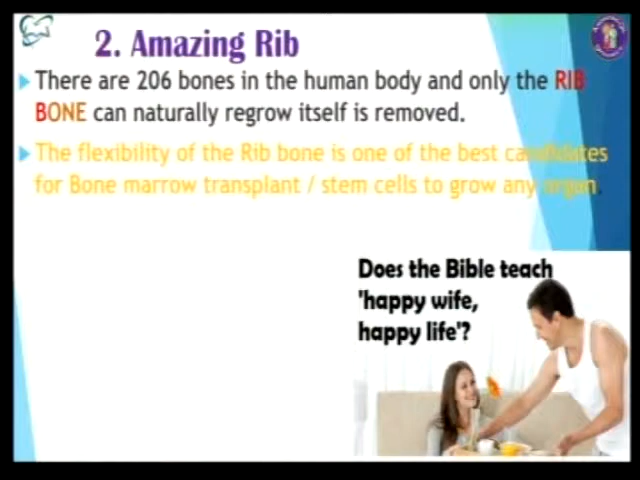 2. Amazing Rib
There are 206 bones in the human body and only the RIB
BONE can naturally regrow itself is removed.
The flexibility of the Rib bone is one of the best candidates
for Bone marrow transplant / stem cells to grow any organ.
Does the Bible teach
'happy wife,
happy life'?